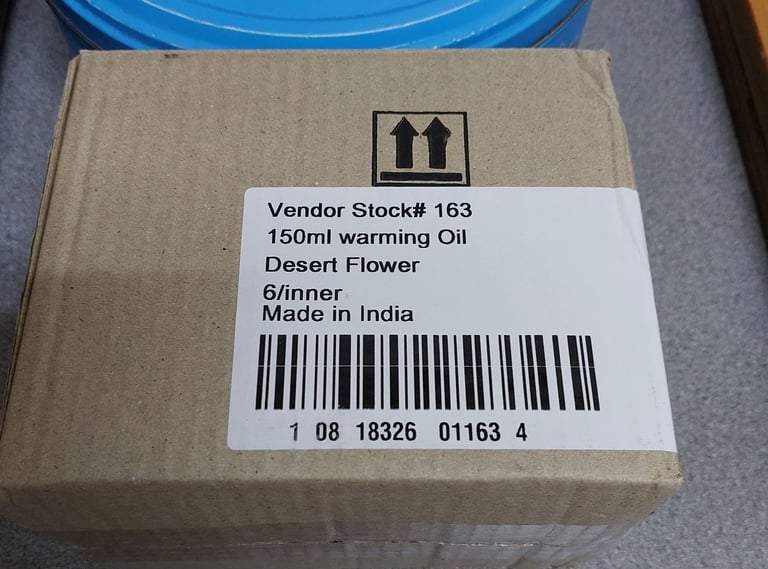 Vendor Stock# 163
150ml warming Oil
Desert Flower
6/inner
Made in India
1 08 18326 01163 4